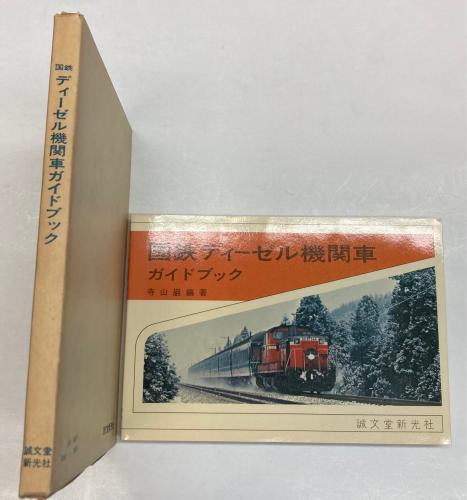 国鉄
ディーゼル機関車ガイドブック
誠文堂
新光社
国鉄ディーゼル機関車
ガイドブック
寺山巌編著
誠文堂新光社